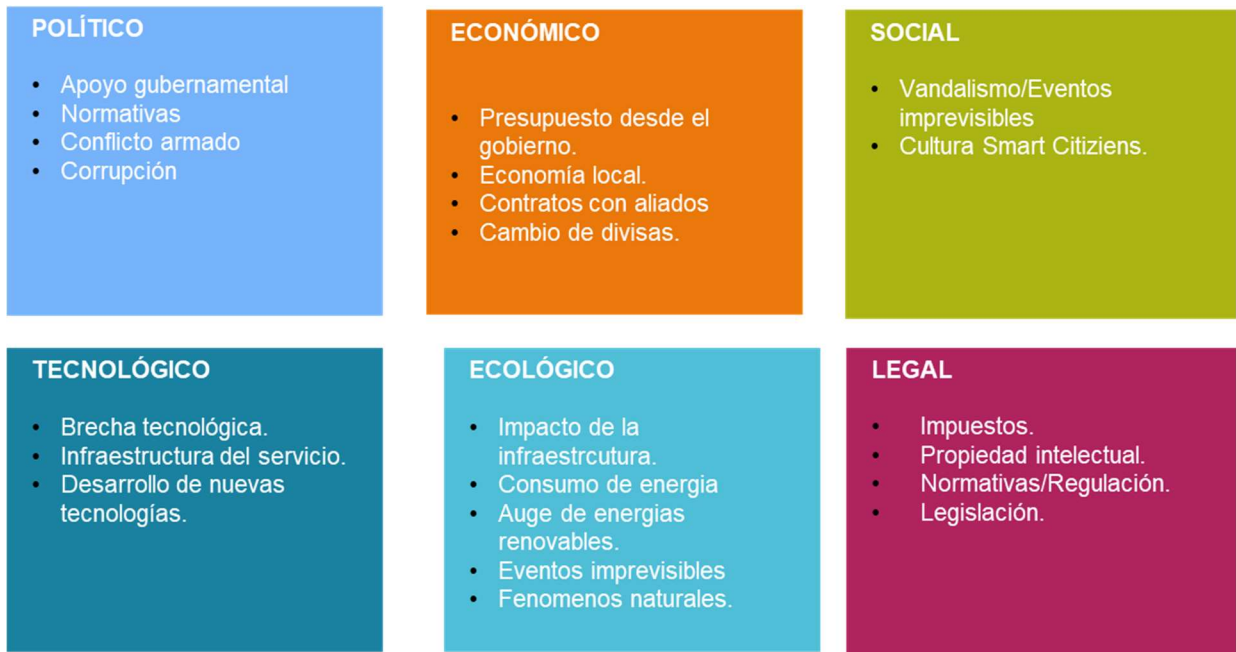 POLÍTICO
• Apoyo gubernamental
• Normativas
• Conflicto armado
• Corrupción
ECONÓMICO
• Presupuesto desde el
gobierno.
• Economía local.
• Contratos con aliados
• Cambio de divisas.
SOCIAL
• Vandalismo/Eventos
imprevisibles
• Cultura Smart Citiziens.
TECNOLÓGICO
• Brecha tecnológica.
• Infraestructura del servicio.
• Desarrollo de nuevas
tecnologías.
ECOLÓGICO
• Impacto de la
infraestrcutura.
• Consumo de energia
• Auge de energias
renovables.
• Eventos imprevisibles
• Fenomenos naturales.
LEGAL
• Impuestos.
• Propiedad intelectual.
• Normativas/Regulación.
• Legislación.